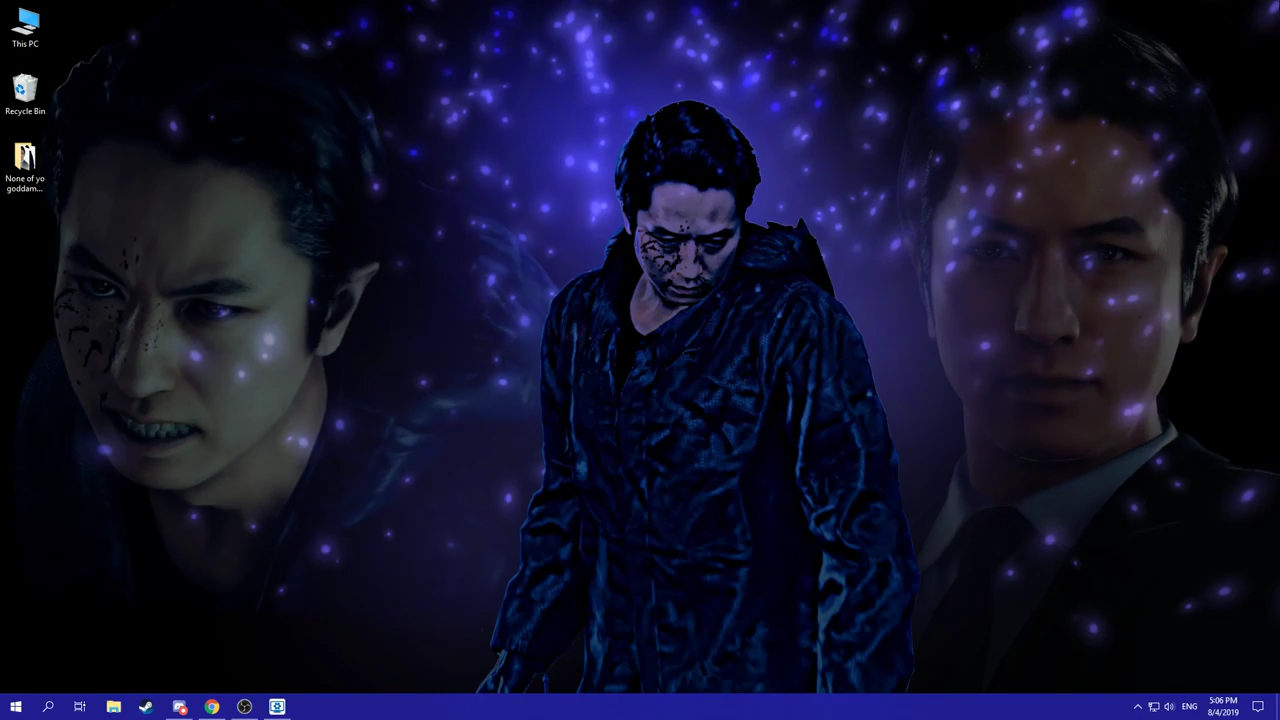 This PC
Recycle Bin
None of yo
goddam...
ENG
5:06 PM
8/4/2019